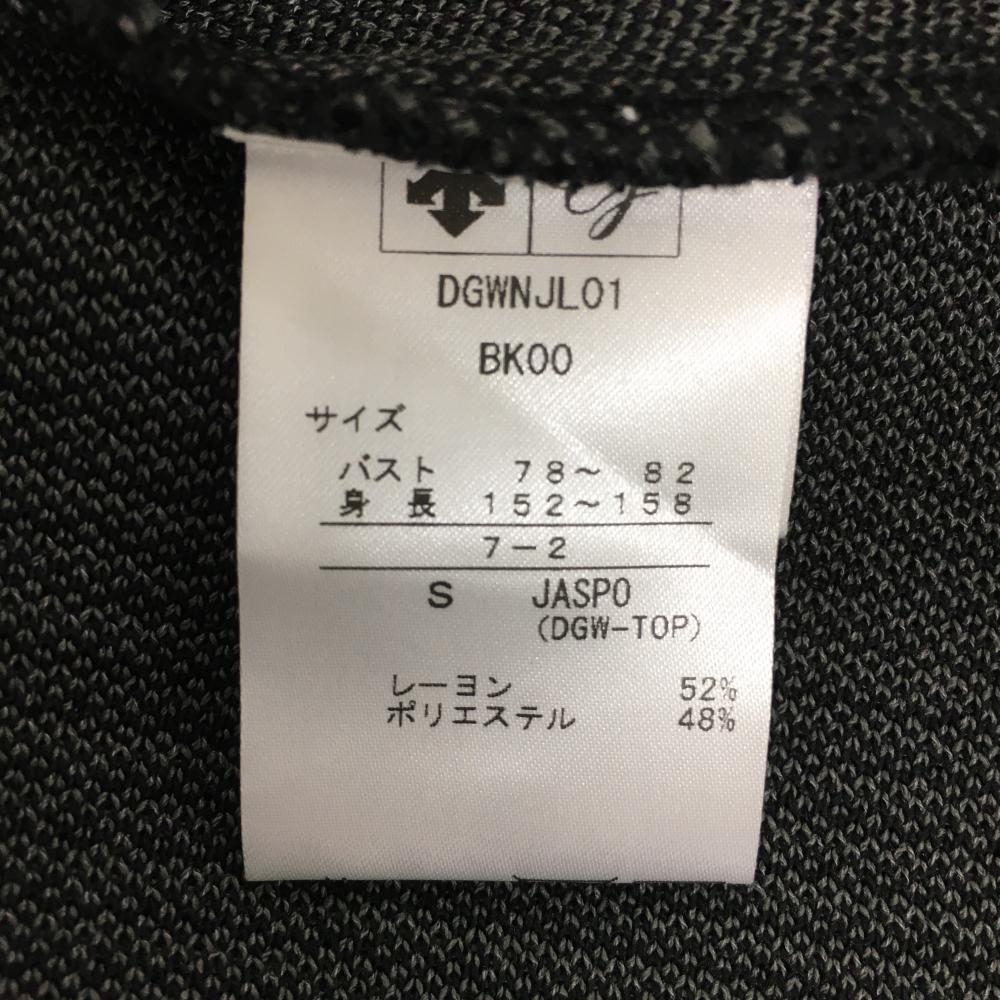 DGWNJL01
BK00
サイズ
バスト 78～ 82
身 長 152～158
7－2
S JASPO
(DGW-TOP)
レーヨン 52%
ポリエステル 48%